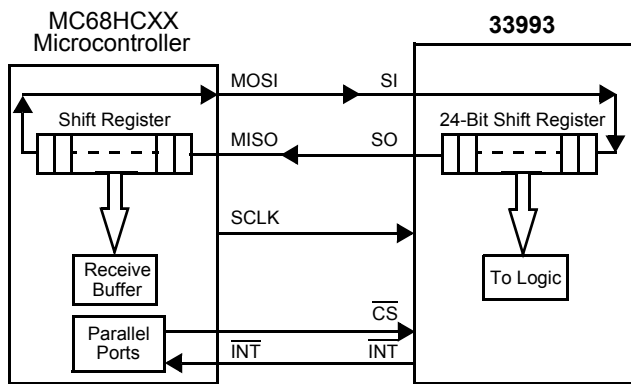 MC68HCXX
Microcontroller
33993
MOSI SI
Shift Register
24-Bit Shift Register
MISO SO
SCLK
Receive
Buffer
To Logic
CS
Parallel
Ports
INT INT